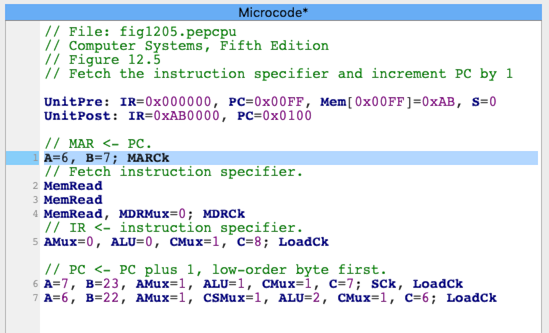 Microcode*
// File: fig1205.pepcpu
// Computer Systems, Fifth Edition
// Figure 12.5
// Fetch the instruction specifier and increment PC by 1
UnitPre: IR=0x000000, PC=0x00FF, Mem[0x00FF]=0xAB, S=0
UnitPost: IR=0xAB0000, PC=0x0100
// MAR <- PC.
1 A=6, B=7; MARCk
// Fetch instruction specifier.
2 MemRead
3 MemRead
4 MemRead, MDRMux=0; MDRCk
// IR <- instruction specifier.
5 AMux=0, ALU=0, CMux=1, C=8; LoadCk
// PC <- PC plus 1, low-order byte first.
6 A=7, B=23, AMux=1, ALU=1, CMux=1, C=7; SCk, LoadCk
7 A=6, B=22, AMux=1, CSMux=1, ALU=2, CMux=1, C=6; LoadCk